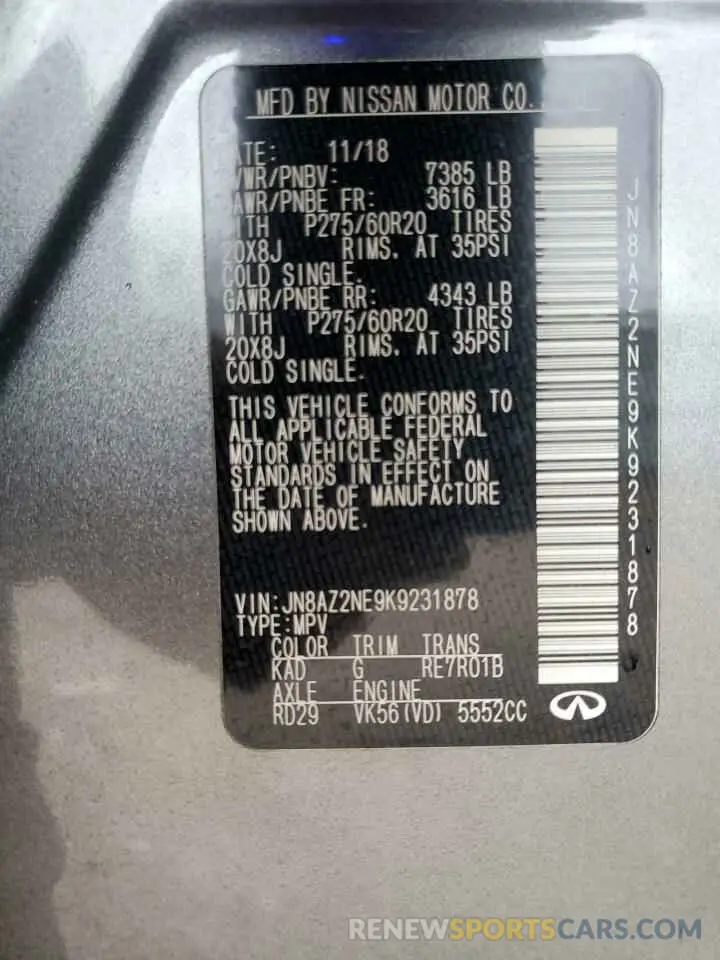 MFD BY NISSAN MOTOR CO.,
ATE: 11/18
VWR/PNBV: 7385 LB
AWR/PNBE FR: 3616 LB
WITH P275/60R20 TIRES
20X8J RIMS. AT 35PSI
COLD SINGLE.
GAWR/PNBE RR: 4343 LB
WITH P275/60R20 TIRES
20X8J RIMS. AT 35PSI
COLD SINGLE.
THIS VEHICLE CONFORMS TO
ALL APPLICABLE FEDERAL
MOTOR VEHICLE SAFETY
STANDARDS IN EFFECT ON
THE DATE OF MANUFACTURE
SHOWN ABOVE.
VIN:JN8AZ2NE9K9231878
TYPE:MPV
COLOR TRIM TRANS
KAD G RE7R01B
AXLE ENGINE
RD29 VK56(VD) 5552CC
JN8AZ2NE9K9231878
RENEWSPORTSCARS.COM